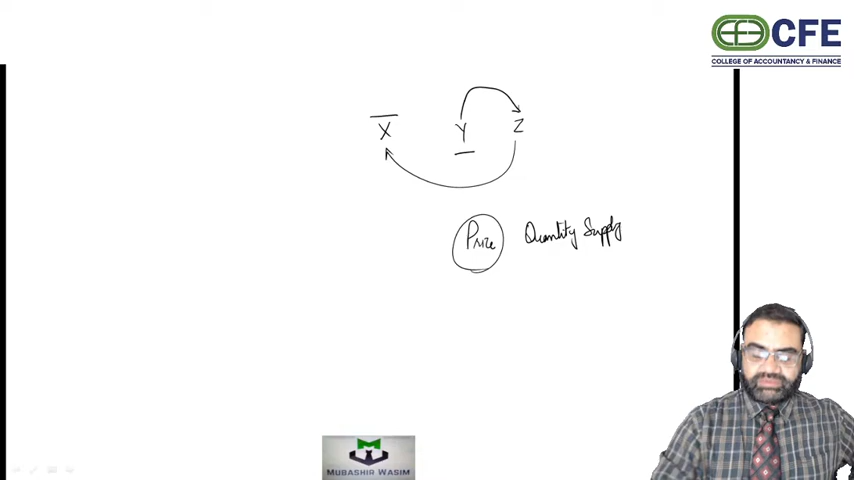 CFE
COLLEGE OF ACCOUNTANCY & FINANCE
X Y Z
Price Quantity Supply
MUBASHIR WASIM